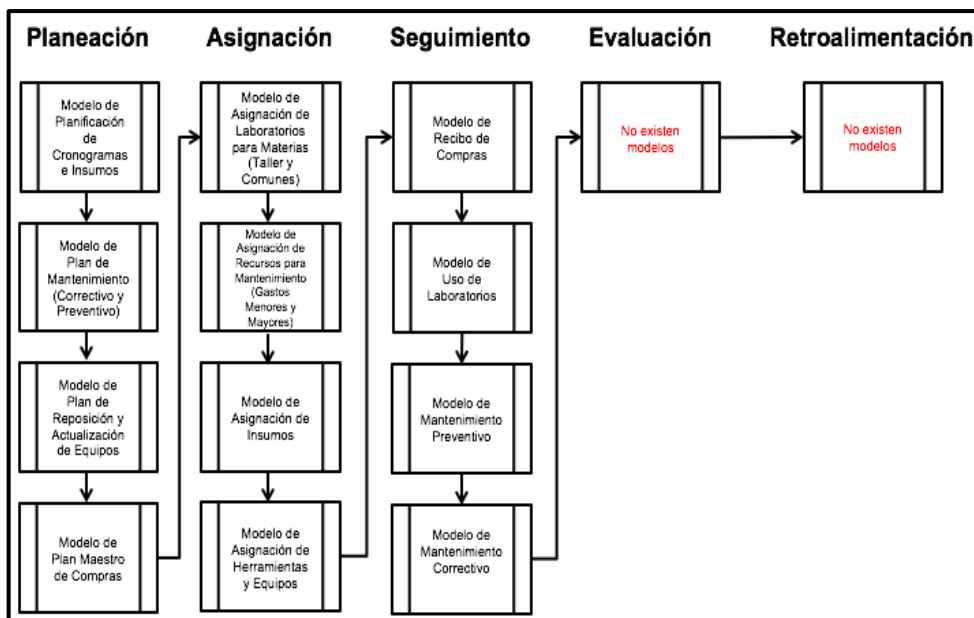 Planeación
Asignación
Seguimiento
Evaluación
Retroalimentación
Modelo de
Planificación
de
Cronogramas
e Insumos
Modelo de
Plan de
Mantenimiento
(Correctivo y
Preventivo)
Modelo de
Plan de
Reposición y
Actualización
de Equipos
Modelo de
Plan Maestro
de Compras
Modelo de
Asignación de
Laboratorios
para Materias
(Taller y
Comunes)
Modelo de
Asignación de
Recursos para
Mantenimiento
(Gastos
Menores y
Mayores)
Modelo de
Asignación de
Insumos
Modelo de
Asignación de
Herramientas
y Equipos
Modelo de
Recibo de
Compras
Modelo de
Uso de
Laboratorios
Modelo de
Mantenimiento
Preventivo
Modelo de
Mantenimiento
Correctivo
No existen
modelos
No existen
modelos